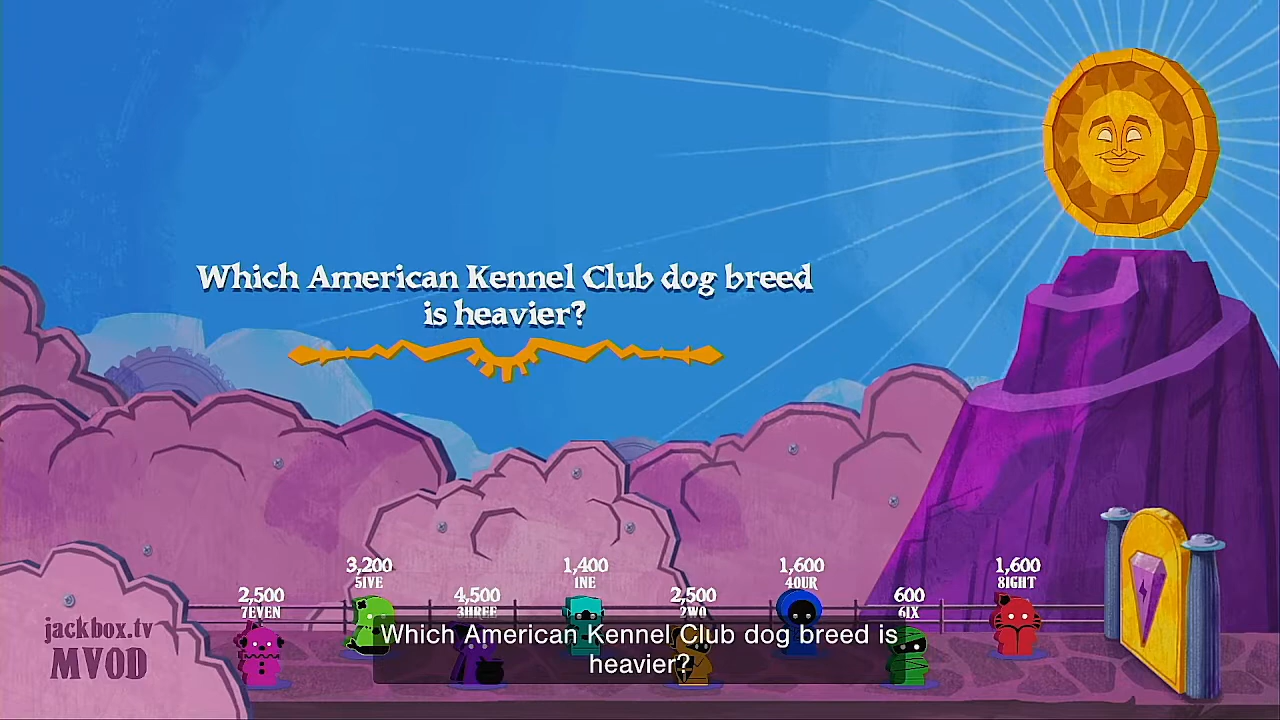 Which American Kennel Club dog breed
is heavier?
3,200
5IVE
1,400
1NE
1,600
4OUR
1,600
8IGHT
2,500
7EVEN
4,500
3HREE
2,500
2WO
600
6IX
Which American Kennel Club dog breed is
heavier?
jackbox.tv
MVOD